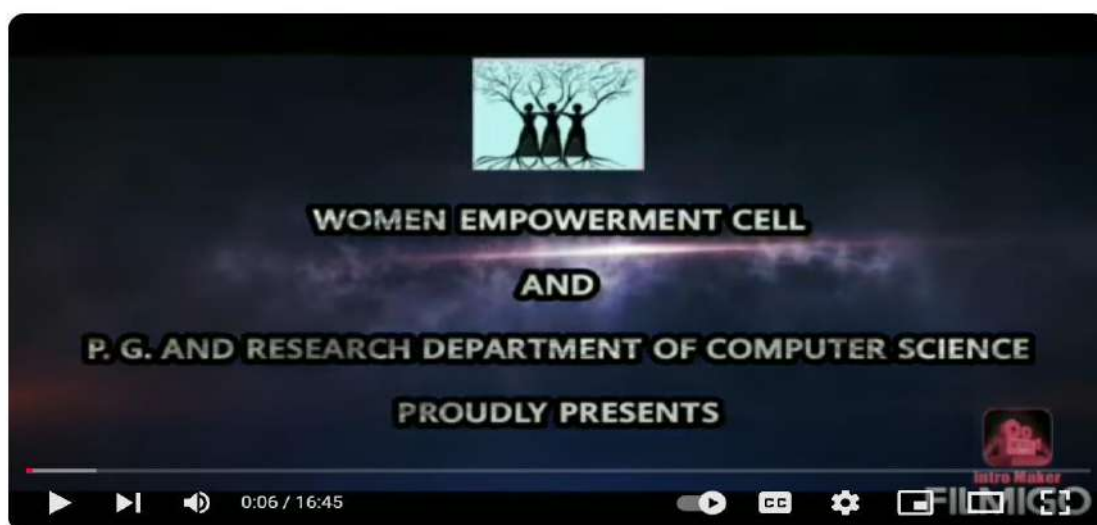 WOMEN EMPOWERMENT CELL
AND
P. G. AND RESEARCH DEPARTMENT OF COMPUTER SCIENCE
PROUDLY PRESENTS
Intro Maker
FILMIGO
0:06 / 16:45
CC